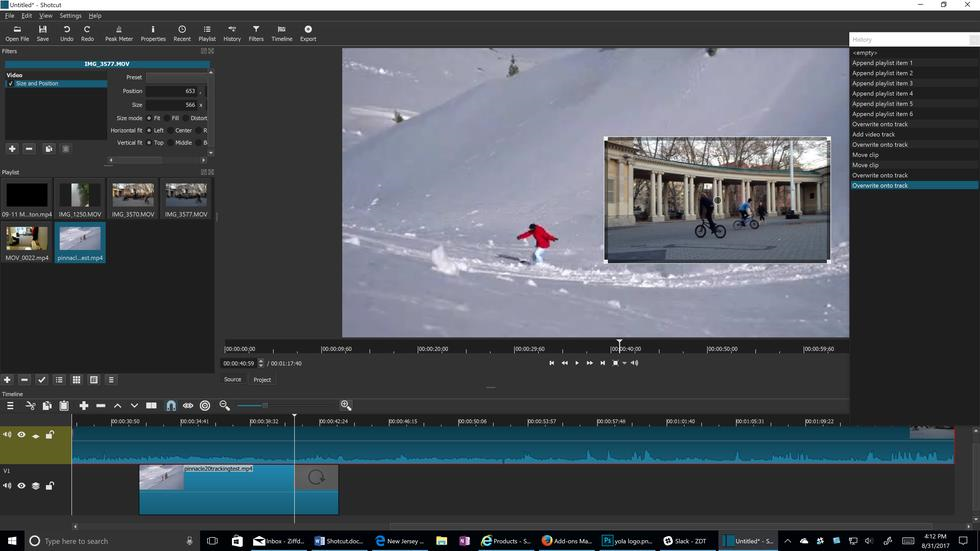 Untitled* - Shotcut
File Edit View Settings Help
Open File Save Undo Redo Peak Meter Properties Recent Playlist History Filters Timeline Export
Filters
IMG_3577.MOV
Video
Size and Position
Preset
Position 653 ,
Size 566 x
Size mode Fit Fill Distort
Horizontal fit Left Center R
Vertical fit Top Middle B
Playlist
09-11 M...ton.mp4 IMG_1250.MOV IMG_3570.MOV IMG_3577.MOV
MOV_0022.mp4 pinnacl...est.mp4
History
<empty>
Append playlist item 1
Append playlist item 2
Append playlist item 3
Append playlist item 4
Append playlist item 5
Append playlist item 6
Overwrite onto track
Add video track
Overwrite onto track
Move clip
Move clip
Overwrite onto track
Overwrite onto track
00:00:00;00 00:00:09;60 00:00:20;00 00:00:29;60 00:00:40;00 00:00:50;00 00:00:59;60
00:00:40:59 / 00:01:17:40
Source Project
Timeline
00:00:30:50 00:00:34:41 00:00:38:32 00:00:42:24 00:00:46:15 00:00:50:06 00:00:53:57 00:00:57:48 00:01:01:40 00:01:05:31 00:01:09:22
V1
pinnacle20trackingtest.mp4
Type here to search
Inbox - Ziffd... Shotcut.doc... New Jersey ... Products - S... Add-ons Ma... yola logo.pn... Slack - ZDT Untitled* - S...
4:12 PM
8/31/2017